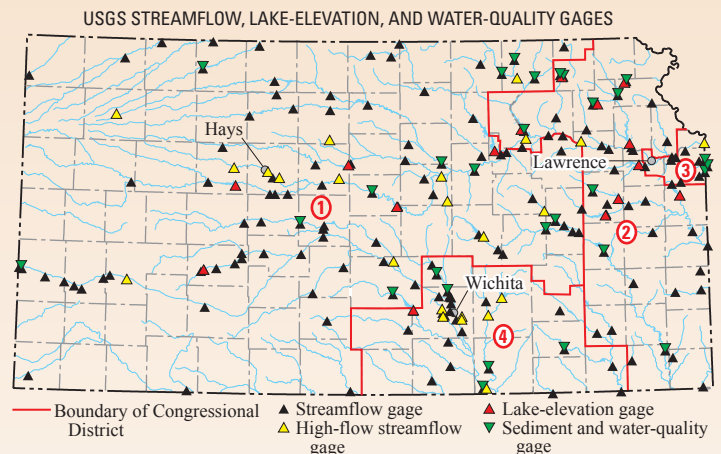 USGS STREAMFLOW, LAKE-ELEVATION, AND WATER-QUALITY GAGES
Hays
Lawrence
3
1
2
Wichita
4
Boundary of Congressional
District
Streamflow gage
High-flow streamflow
gage
Lake-elevation gage
Sediment and water-quality
gage